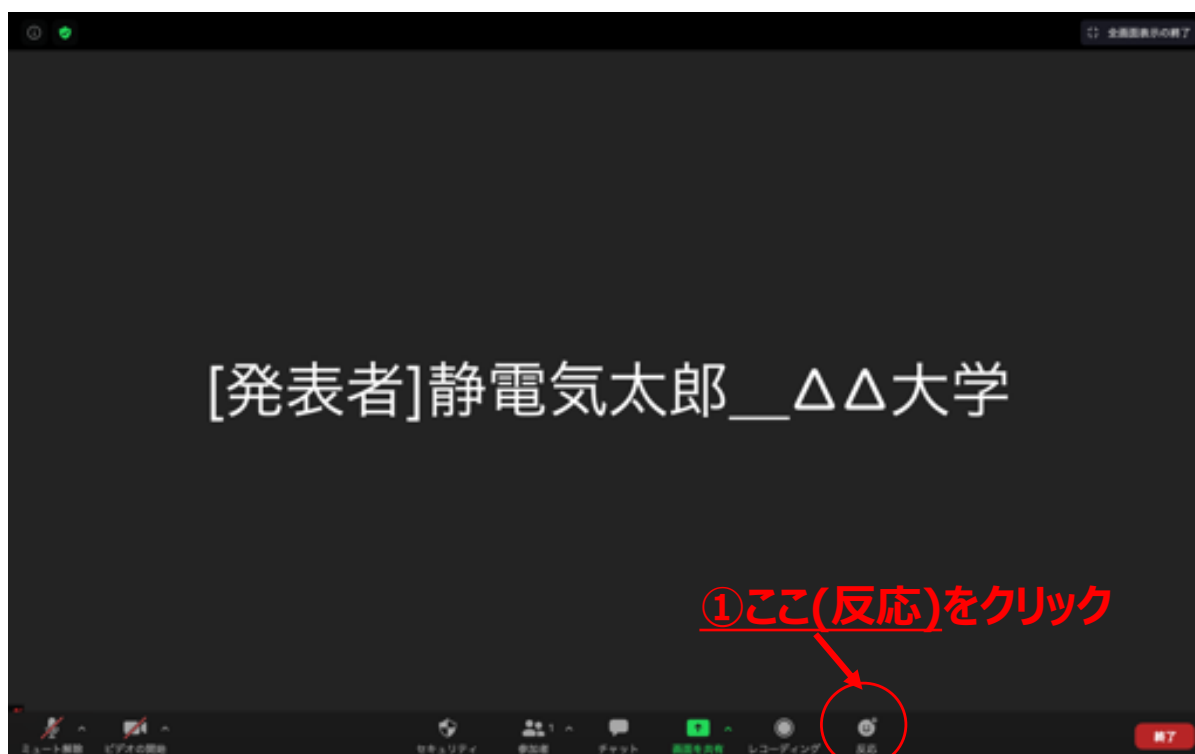 全画面表示の終了
[発表者]静電気太郎__△△大学
①ここ(反応)をクリック
ミュート解除
ビデオの開始
セキュリティ
参加者
1
チャット
画面を共有
レコーディング
反応
終了